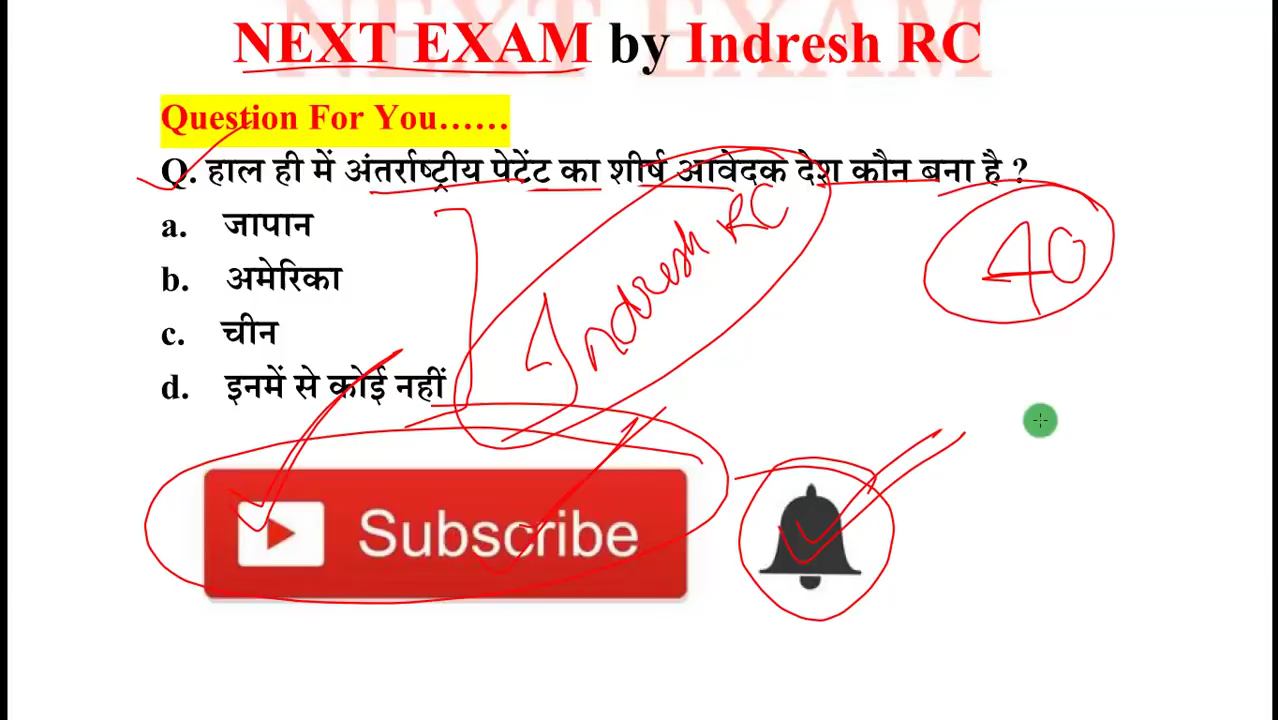 NEXT EXAM by Indresh RC
Question For You......
Q. हाल ही में अंतर्राष्ट्रीय पेटेंट का शीर्ष आवेदक देश कौन बना है ?
a. जापान
b. अमेरिका
c. चीन
d. इनमें से कोई नहीं
Indresh RC
40
Subscribe